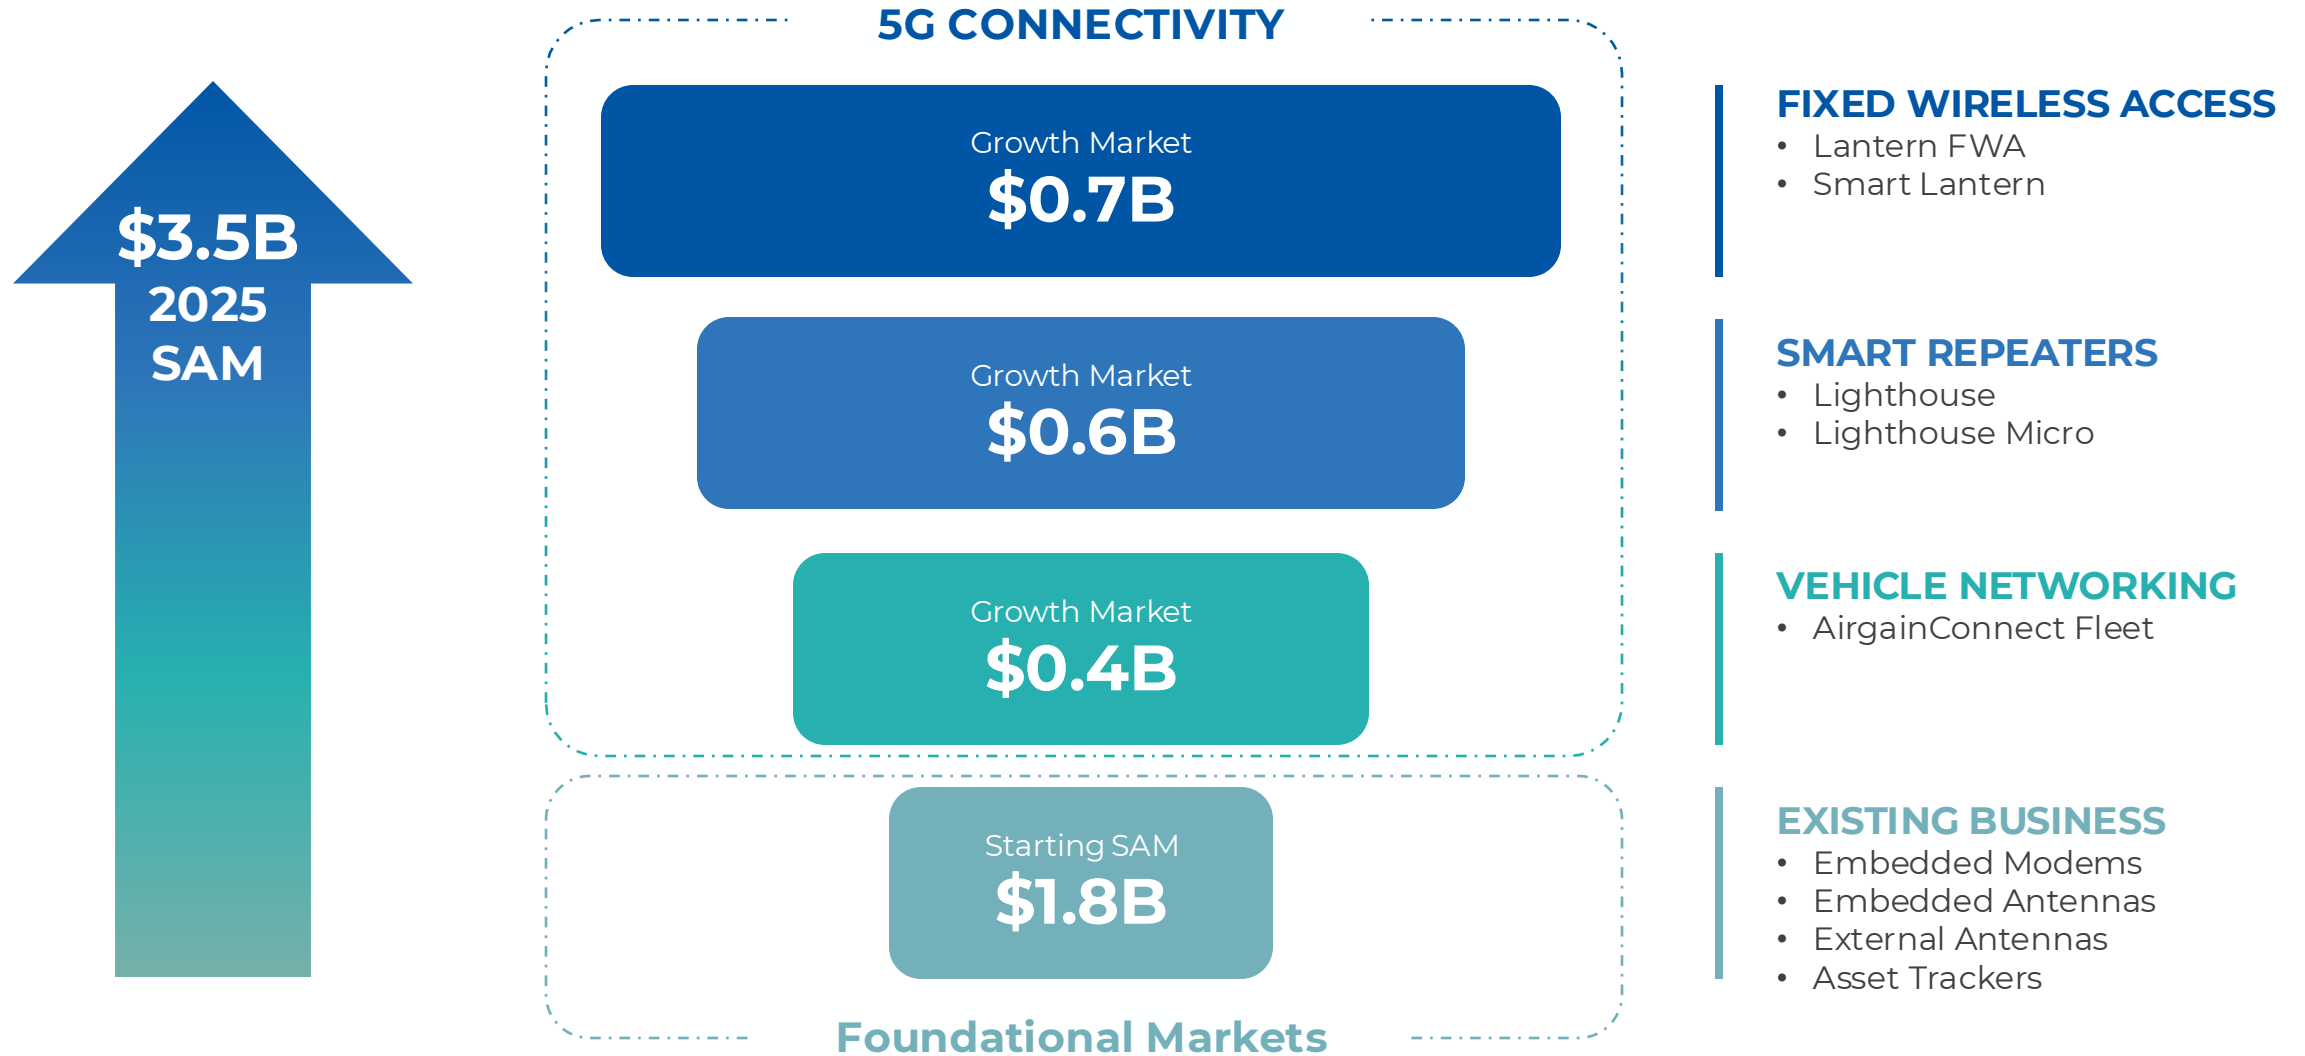 $3.5B
2025
SAM
5G CONNECTIVITY
Growth Market
$0.7B
Growth Market
$0.6B
Growth Market
$0.4B
Starting SAM
$1.8B
Foundational Markets
FIXED WIRELESS ACCESS
• Lantern FWA
• Smart Lantern
SMART REPEATERS
• Lighthouse
• Lighthouse Micro
VEHICLE NETWORKING
• AirgainConnect Fleet
EXISTING BUSINESS
• Embedded Modems
• Embedded Antennas
• External Antennas
• Asset Trackers